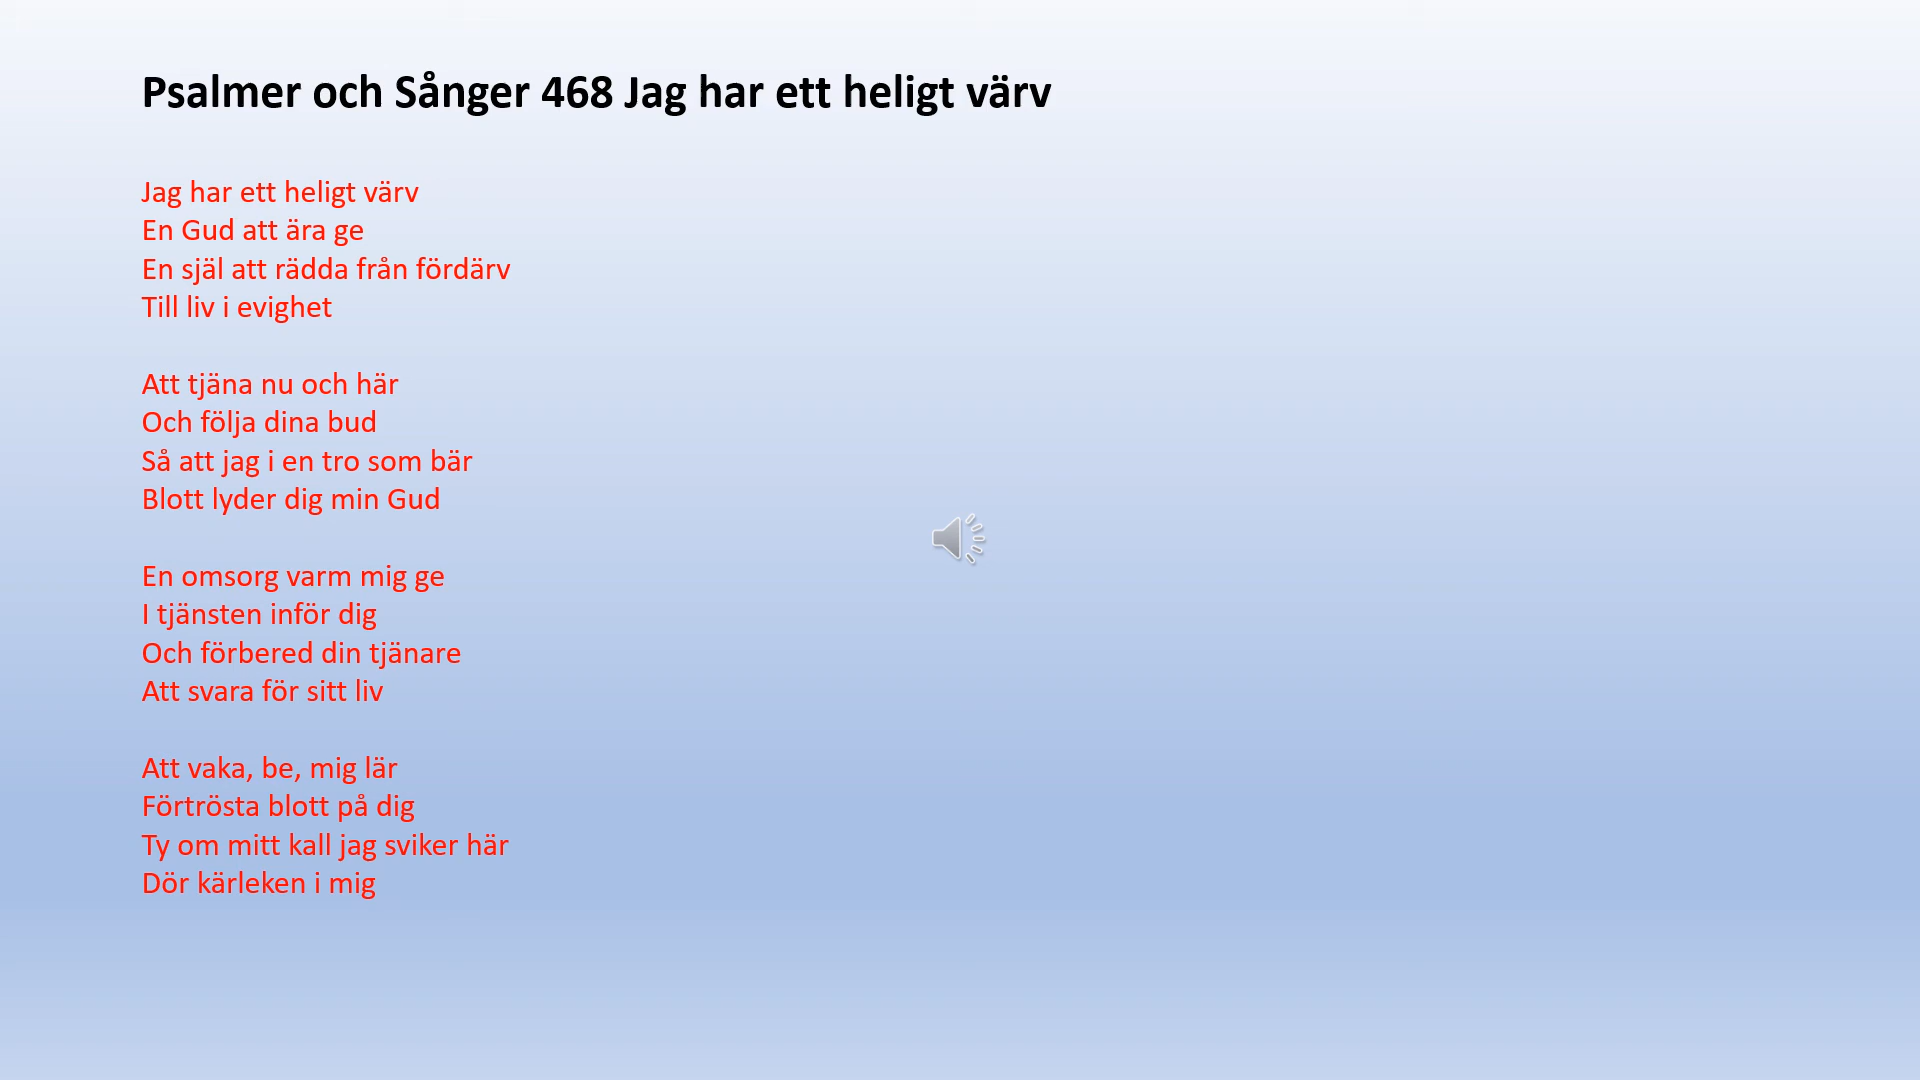 Psalmer och Sånger 468 Jag har ett heligt värv
Jag har ett heligt värv
En Gud att ära ge
En själ att rädda från fördärv
Till liv i evighet
Att tjäna nu och här
Och följa dina bud
Så att jag i en tro som bär
Blott lyder dig min Gud
En omsorg varm mig ge
I tjänsten inför dig
Och förbered din tjänare
Att svara för sitt liv
Att vaka, be, mig lär
Förtrösta blott på dig
Ty om mitt kall jag sviker här
Dör kärleken i mig